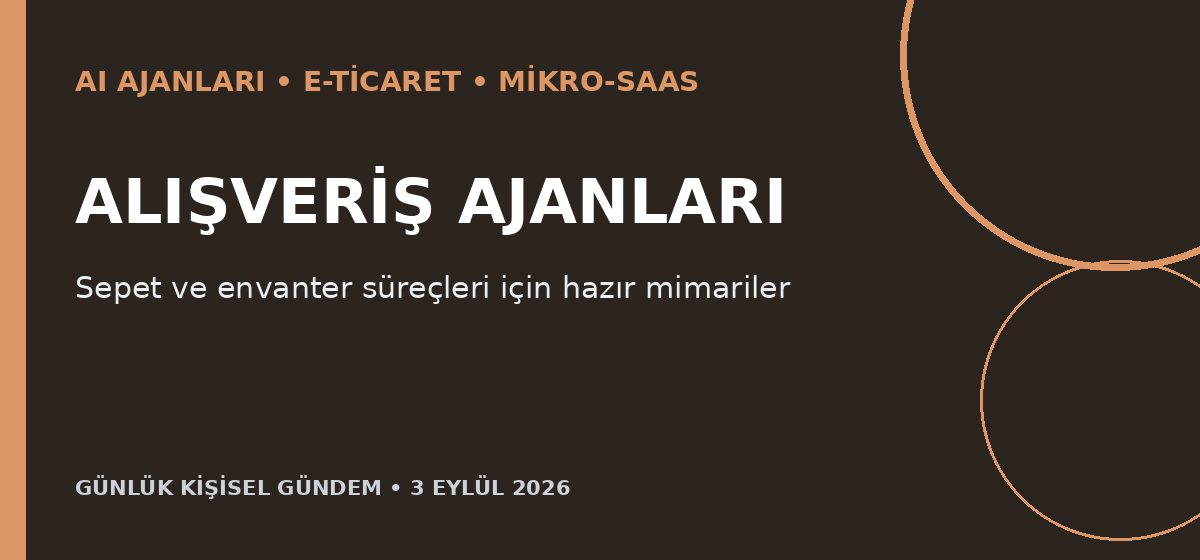 AI AJANLARI • E-TİCARET • MİKRO-SAAS
ALIŞVERİŞ AJANLARI
Sepet ve envanter süreçleri için hazır mimariler
GÜNLÜK KİŞİSEL GÜNDEM • 3 EYLÜL 2026